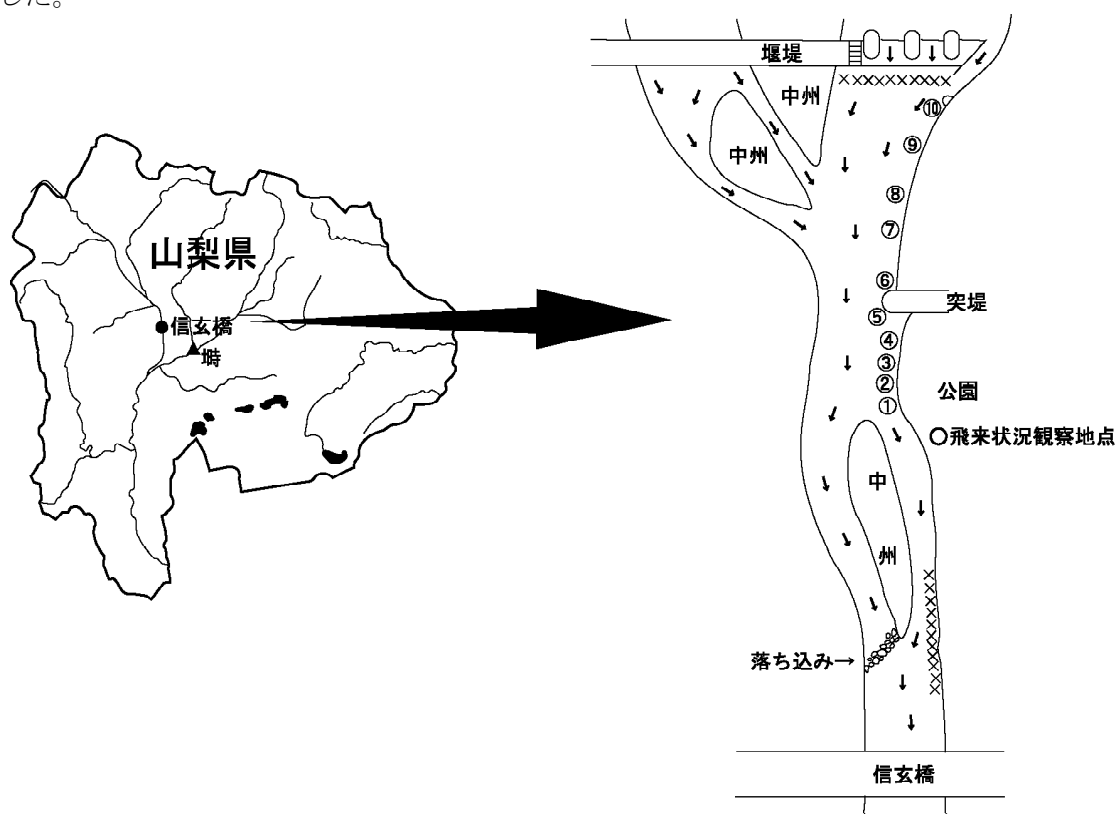 した。
山梨県
信玄橋
塒
堰堤
中州
中州
⑩
⑨
⑧
⑦
⑥
突堤
⑤
④
③
②
①
公園
○飛来状況観察地点
中
州
落ち込み→
信玄橋